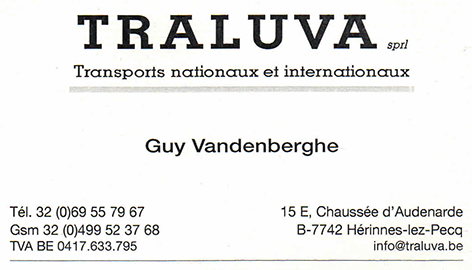 TRALUVA sprl
Transports nationaux et internationaux
Guy Vandenberghe
Tél. 32 (0)69 55 79 67
Gsm 32 (0)499 52 37 68
TVA BE 0417.633.795
15 E, Chaussée d'Audenarde
B-7742 Hérinnes-lez-Pecq
info@traluva.be